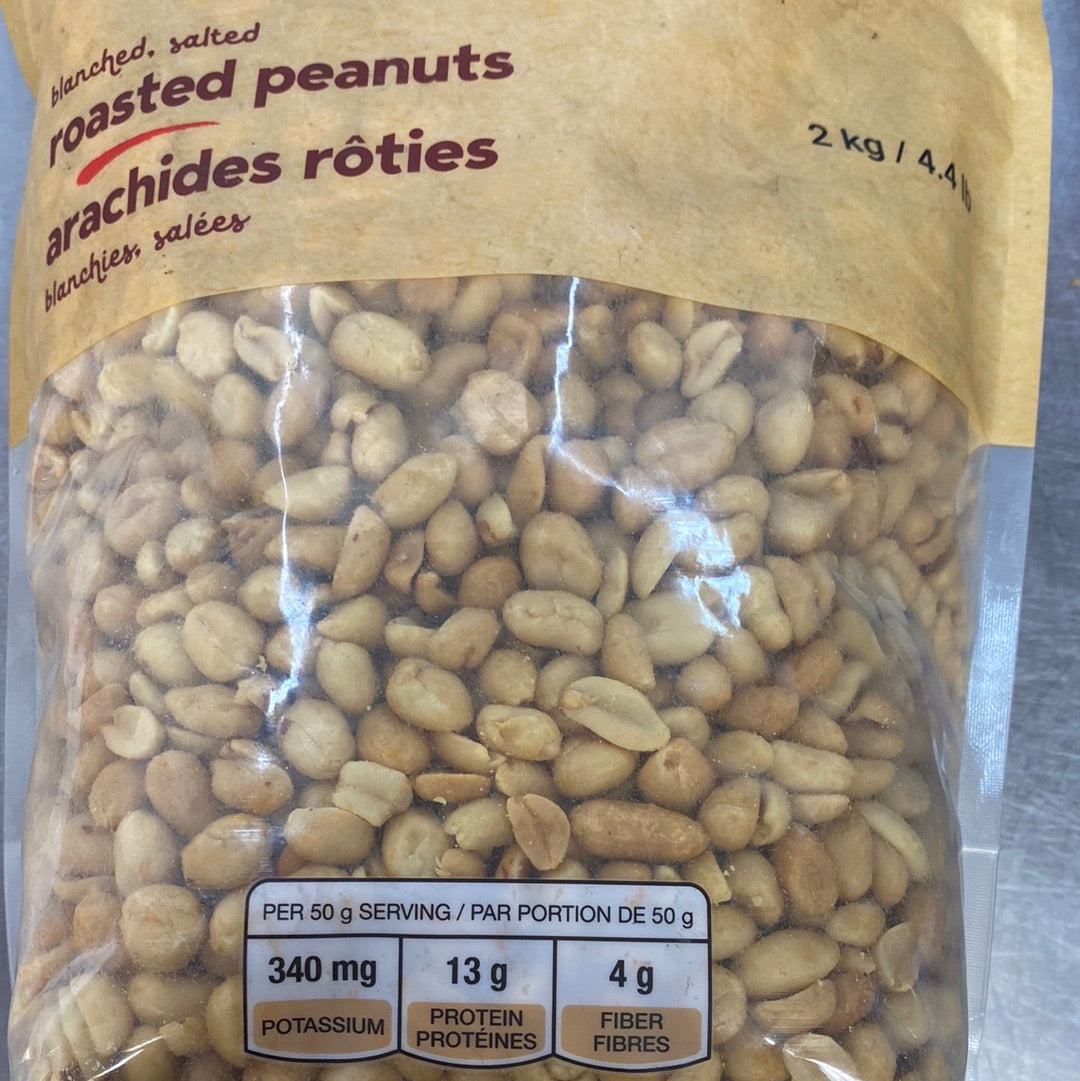 blanched, salted
roasted peanuts
arachides rôties
blanchies, salées
2 kg / 4.4 lb
PER 50 g SERVING / PAR PORTION DE 50 g
340 mg
POTASSIUM
13 g
PROTEIN
PROTÉINES
4 g
FIBER
FIBRES